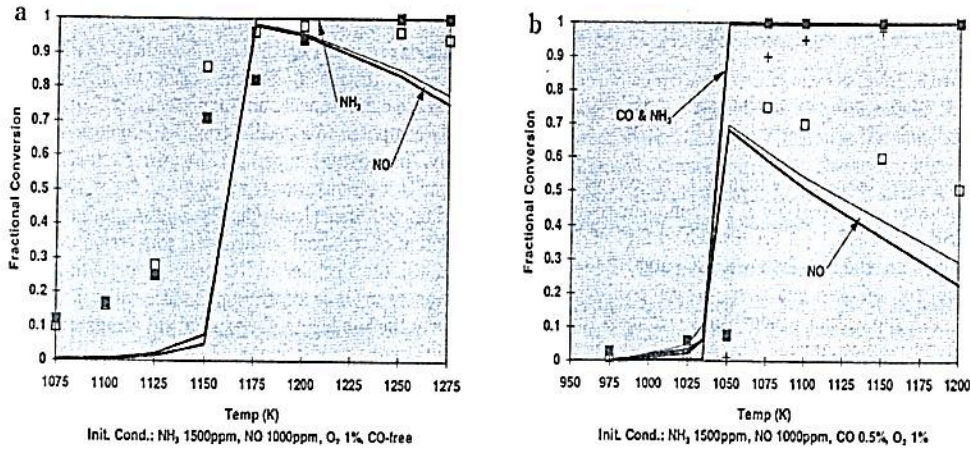 a
Fractional Conversion
1
0.9
0.8
0.7
0.6
0.5
0.4
0.3
0.2
0.1
0
NH₃
NO
1075 1100 1125 1150 1175 1200 1225 1250 1275
Temp (K)
Init. Cond.: NH₃ 1500ppm, NO 1000ppm, O₂ 1%, CO-free
b
Fractional Conversion
1
0.9
0.8
0.7
0.6
0.5
0.4
0.3
0.2
0.1
0
CO & NH₃
NO
950 975 1000 1025 1050 1075 1100 1125 1150 1175 1200
Temp (K)
Init. Cond.: NH₃ 1500ppm, NO 1000ppm, CO 0.5%, O₂ 1%